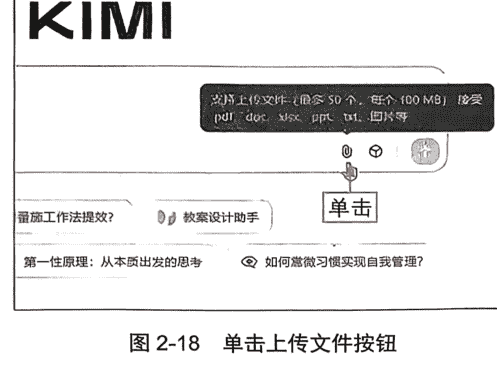 KIMI
支持上传文件（最多 50 个，每个 100 MB）接受
pdf doc xlsx ppt txt 图片等
单击
量施工作法提效？
教案设计助手
第一性原理：从本质出发的思考
如何意微习惯实现自我管理？
图 2-18 单击上传文件按钮